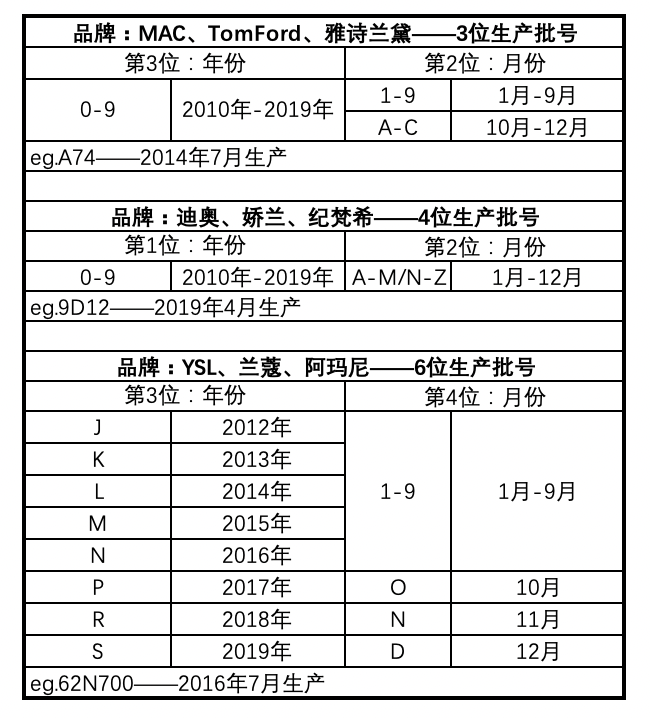 品牌：MAC、TomFord、雅诗兰黛——3位生产批号
第3位：年份 第2位：月份
0-9 2010年-2019年 1-9 1月-9月
A-C 10月-12月
eg.A74——2014年7月生产
品牌：迪奥、娇兰、纪梵希——4位生产批号
第1位：年份 第2位：月份
0-9 2010年-2019年 A-M/N-Z 1月-12月
eg.9D12——2019年4月生产
品牌：YSL、兰蔻、阿玛尼——6位生产批号
第3位：年份 第4位：月份
J 2012年
K 2013年
L 2014年 1-9 1月-9月
M 2015年
N 2016年
P 2017年 O 10月
R 2018年 N 11月
S 2019年 D 12月
eg.62N700——2016年7月生产